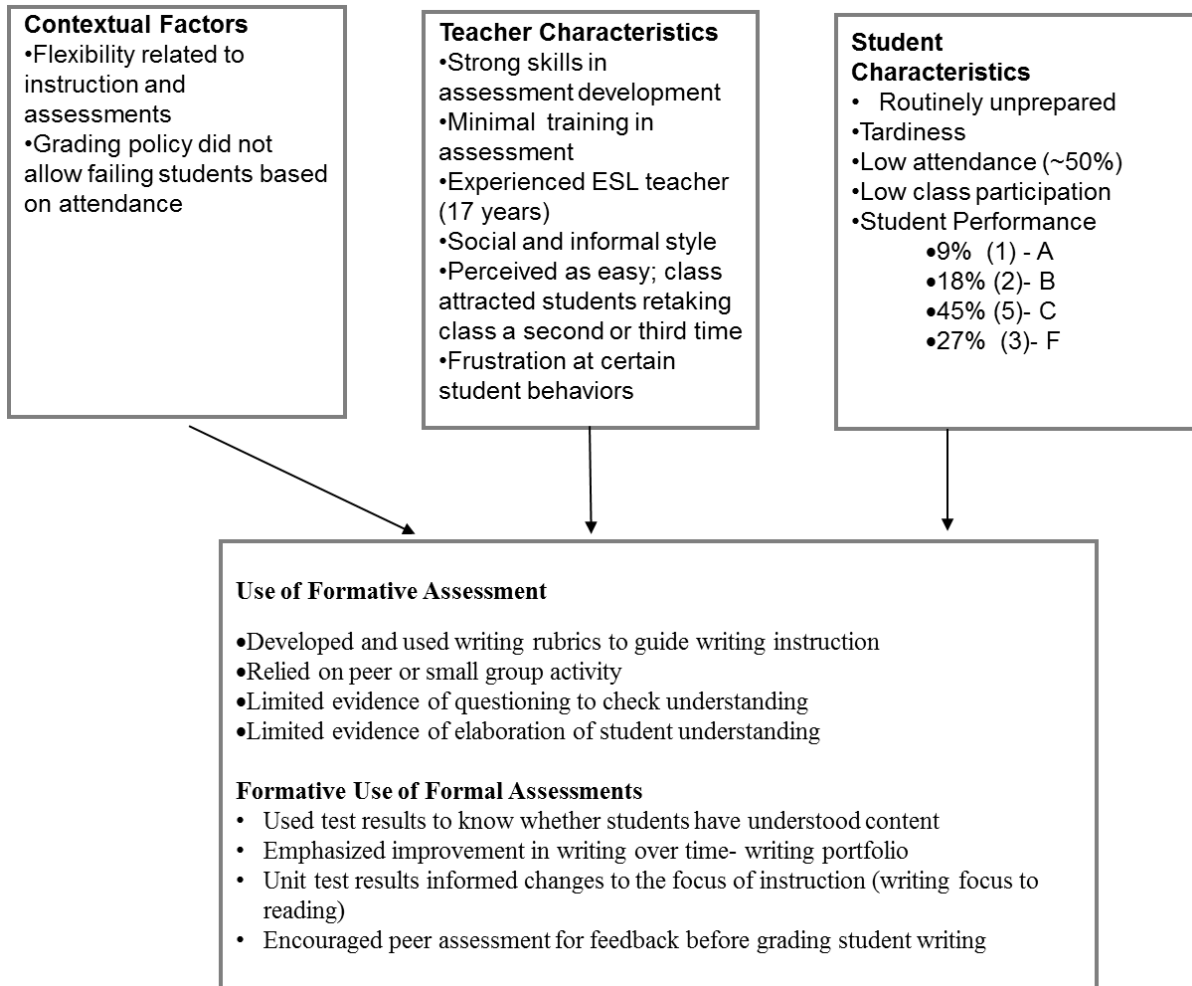 Contextual Factors
•Flexibility related to
instruction and
assessments
•Grading policy did not
allow failing students based
on attendance
Teacher Characteristics
•Strong skills in
assessment development
•Minimal training in
assessment
•Experienced ESL teacher
(17 years)
•Social and informal style
•Perceived as easy; class
attracted students retaking
class a second or third time
•Frustration at certain
student behaviors
Student
Characteristics
• Routinely unprepared
•Tardiness
•Low attendance (~50%)
•Low class participation
•Student Performance
•9% (1) - A
•18% (2)- B
•45% (5)- C
•27% (3)- F
Use of Formative Assessment
•Developed and used writing rubrics to guide writing instruction
•Relied on peer or small group activity
•Limited evidence of questioning to check understanding
•Limited evidence of elaboration of student understanding
Formative Use of Formal Assessments
• Used test results to know whether students have understood content
• Emphasized improvement in writing over time- writing portfolio
• Unit test results informed changes to the focus of instruction (writing focus to
reading)
• Encouraged peer assessment for feedback before grading student writing